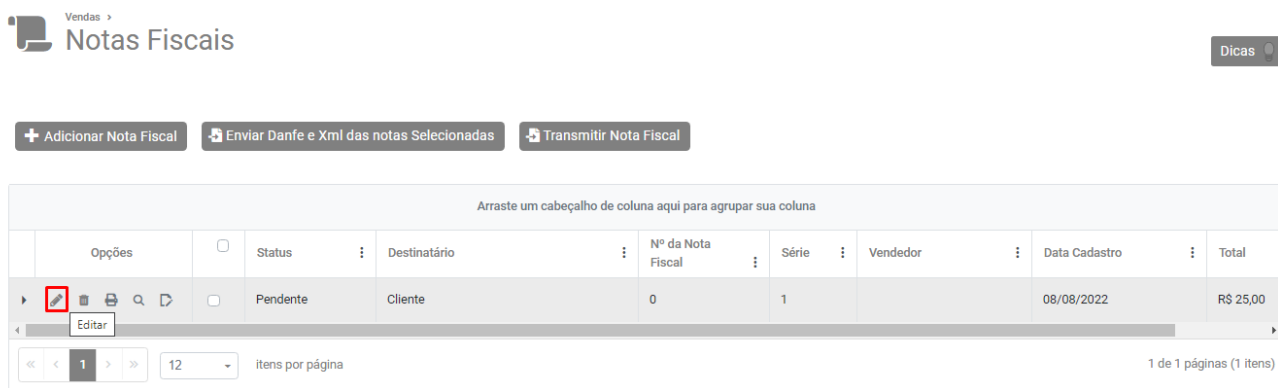 Vendas >
Notas Fiscais
Dicas
Adicionar Nota Fiscal
Enviar Danfe e Xml das notas Selecionadas
Transmitir Nota Fiscal
Arraste um cabeçalho de coluna aqui para agrupar sua coluna
Opções Status Destinatário Nº da Nota Fiscal Série Vendedor Data Cadastro Total
Pendente Cliente 0 1 08/08/2022 R$ 25,00
Editar
« < 1 > » 12 itens por página 1 de 1 páginas (1 itens)